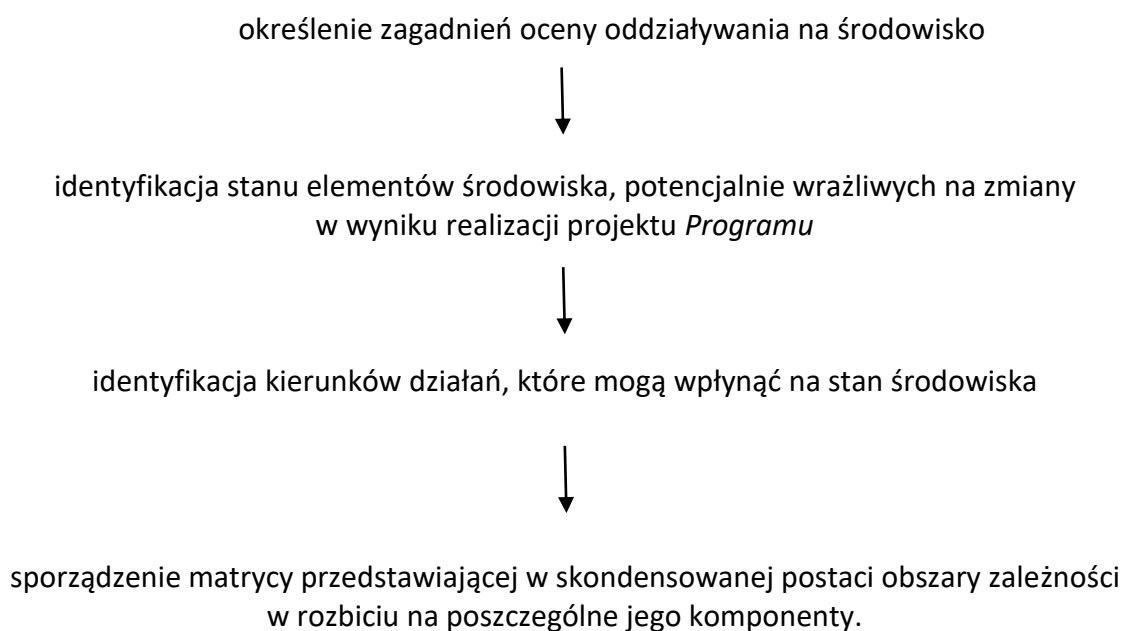 określenie zagadnień oceny oddziaływania na środowisko
identyfikacja stanu elementów środowiska, potencjalnie wrażliwych na zmiany
w wyniku realizacji projektu Programu
identyfikacja kierunków działań, które mogą wpłynąć na stan środowiska
sporządzenie matrycy przedstawiającej w skondensowanej postaci obszary zależności
w rozbiciu na poszczególne jego komponenty.